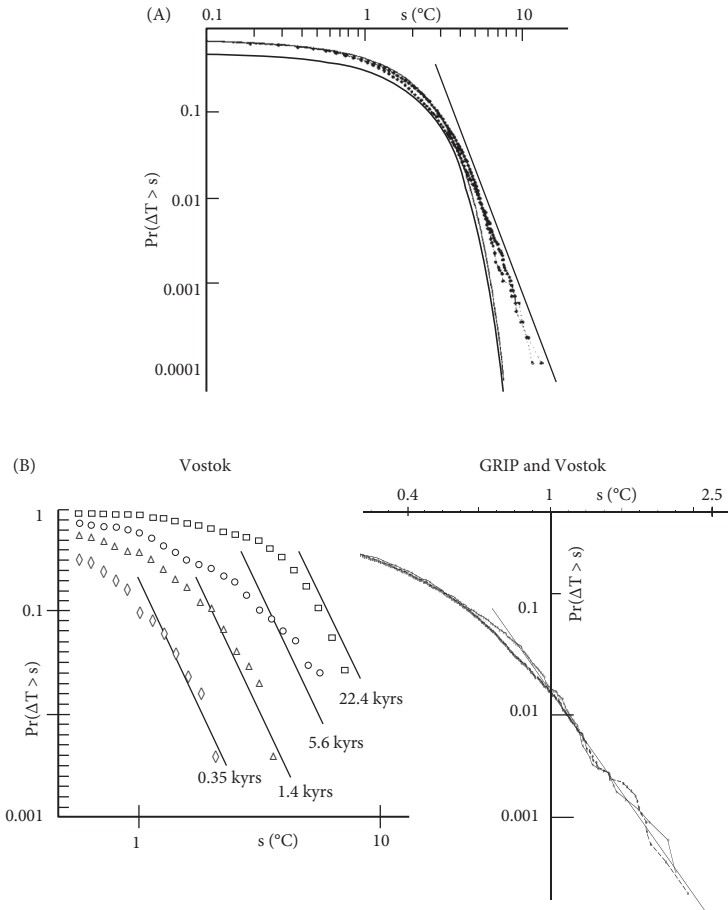 (A)
0.1
1
s (°C)
10
0.1
0.01
0.001
0.0001
Pr(ΔT > s)
(B)
Vostok
1
0.1
0.001
Pr(ΔT > s)
0.35 kyrs
1.4 kyrs
5.6 kyrs
22.4 kyrs
1
s (°C)
10
GRIP and Vostok
0.4
1
s (°C)
2.5
0.1
0.01
0.001
Pr(ΔT > s)